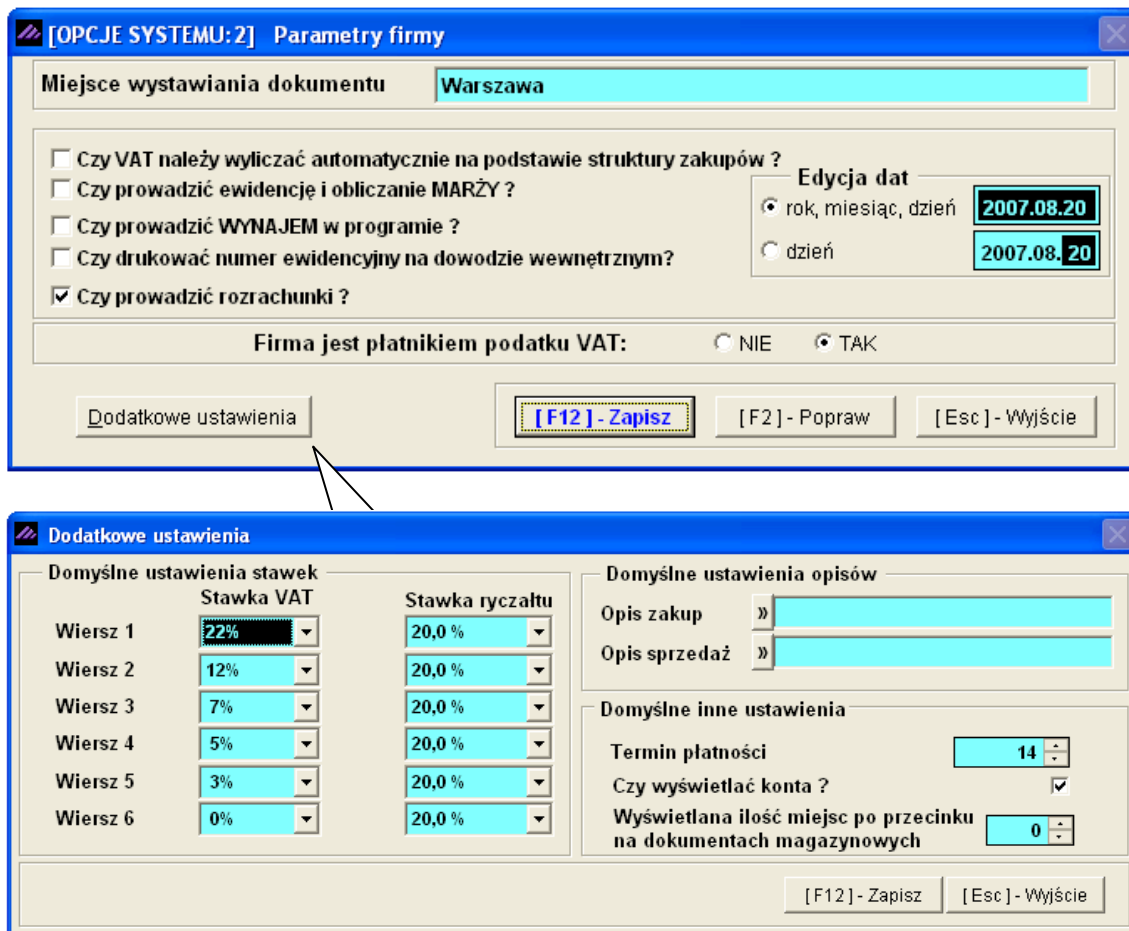 [OPCJE SYSTEMU: 2] Parametry firmy
Miejsce wystawiania dokumentu Warszawa
Czy VAT należy wyliczać automatycznie na podstawie struktury zakupów ?
Czy prowadzić ewidencję i obliczanie MARŻY ?
Czy prowadzić WYNAJEM w programie ?
Czy drukować numer ewidencyjny na dowodzie wewnętrznym?
Czy prowadzić rozrachunki ?
Edycja dat
rok, miesiąc, dzień 2007.08.20
dzień 2007.08.20
Firma jest płatnikiem podatku VAT: NIE TAK
Dodatkowe ustawienia [ F12 ] - Zapisz [ F2 ] - Popraw [ Esc ] - Wyjście
Dodatkowe ustawienia
Domyślne ustawienia stawek
Stawka VAT Stawka ryczałtu
Wiersz 1 22% 20,0 %
Wiersz 2 12% 20,0 %
Wiersz 3 7% 20,0 %
Wiersz 4 5% 20,0 %
Wiersz 5 3% 20,0 %
Wiersz 6 0% 20,0 %
Domyślne ustawienia opisów
Opis zakup »
Opis sprzedaż »
Domyślne inne ustawienia
Termin płatności 14
Czy wyświetlać konta ?
Wyświetlana ilość miejsc po przecinku
na dokumentach magazynowych 0
[ F12 ] - Zapisz [ Esc ] - Wyjście